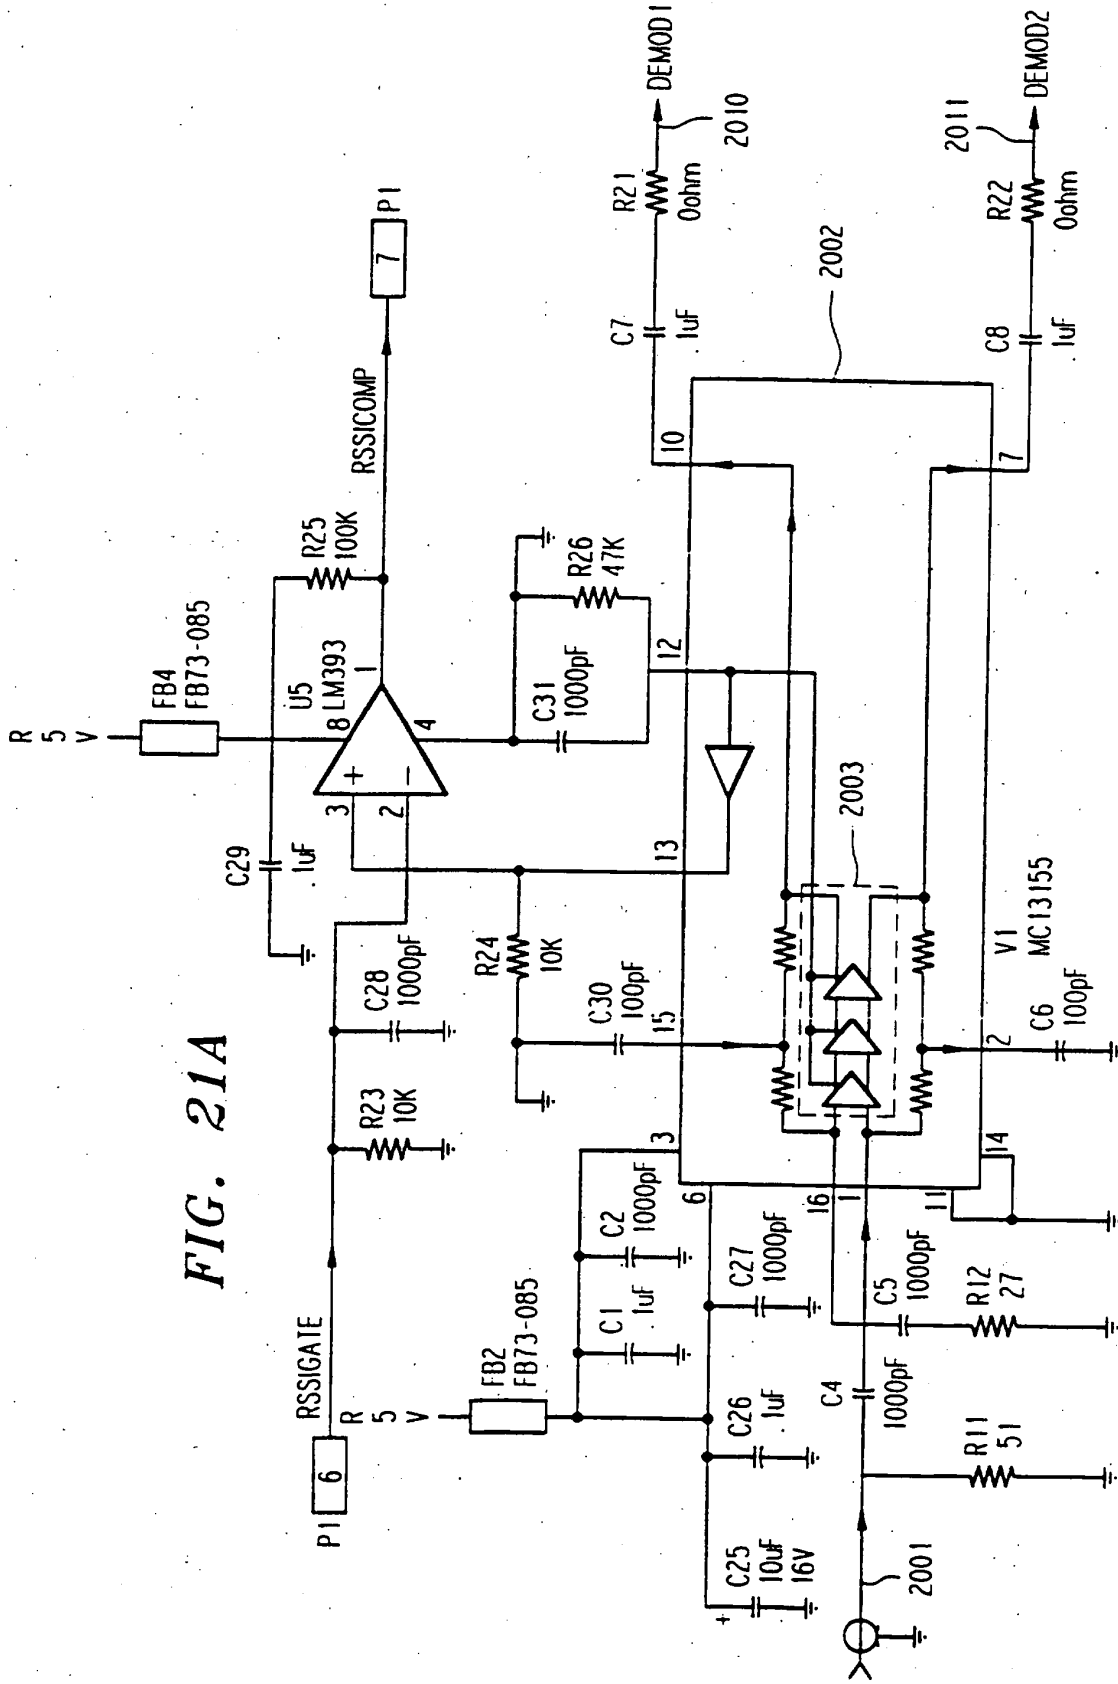 FIG. 21A
P1
6
RSSIGATE
R23
10K
C28
1000pF
C29
.1uF
R
5
V
FB4
FB73-085
U5
LM393
3
2
8
4
1
+
−
R25
100K
RSSICOMP
7
P1
R
5
V
FB2
FB73-085
C1
.1uF
C2
1000pF
C25
10uF
16V
+
C26
.1uF
C27
1000pF
R24
10K
C30
100pF
C31
1000pF
R26
47K
3
6
15
13
12
10
16
1
11
14
2
7
2001
R11
51
C4
1000pF
C5
1000pF
R12
27
2003
V1
MC13155
C6
100pF
2002
C7
1uF
R21
0ohm
DEMOD1
2010
C8
1uF
R22
0ohm
DEMOD2
2011